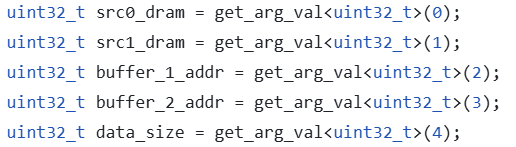 uint32_t src0_dram = get_arg_val<uint32_t>(0);
uint32_t src1_dram = get_arg_val<uint32_t>(1);
uint32_t buffer_1_addr = get_arg_val<uint32_t>(2);
uint32_t buffer_2_addr = get_arg_val<uint32_t>(3);
uint32_t data_size = get_arg_val<uint32_t>(4);